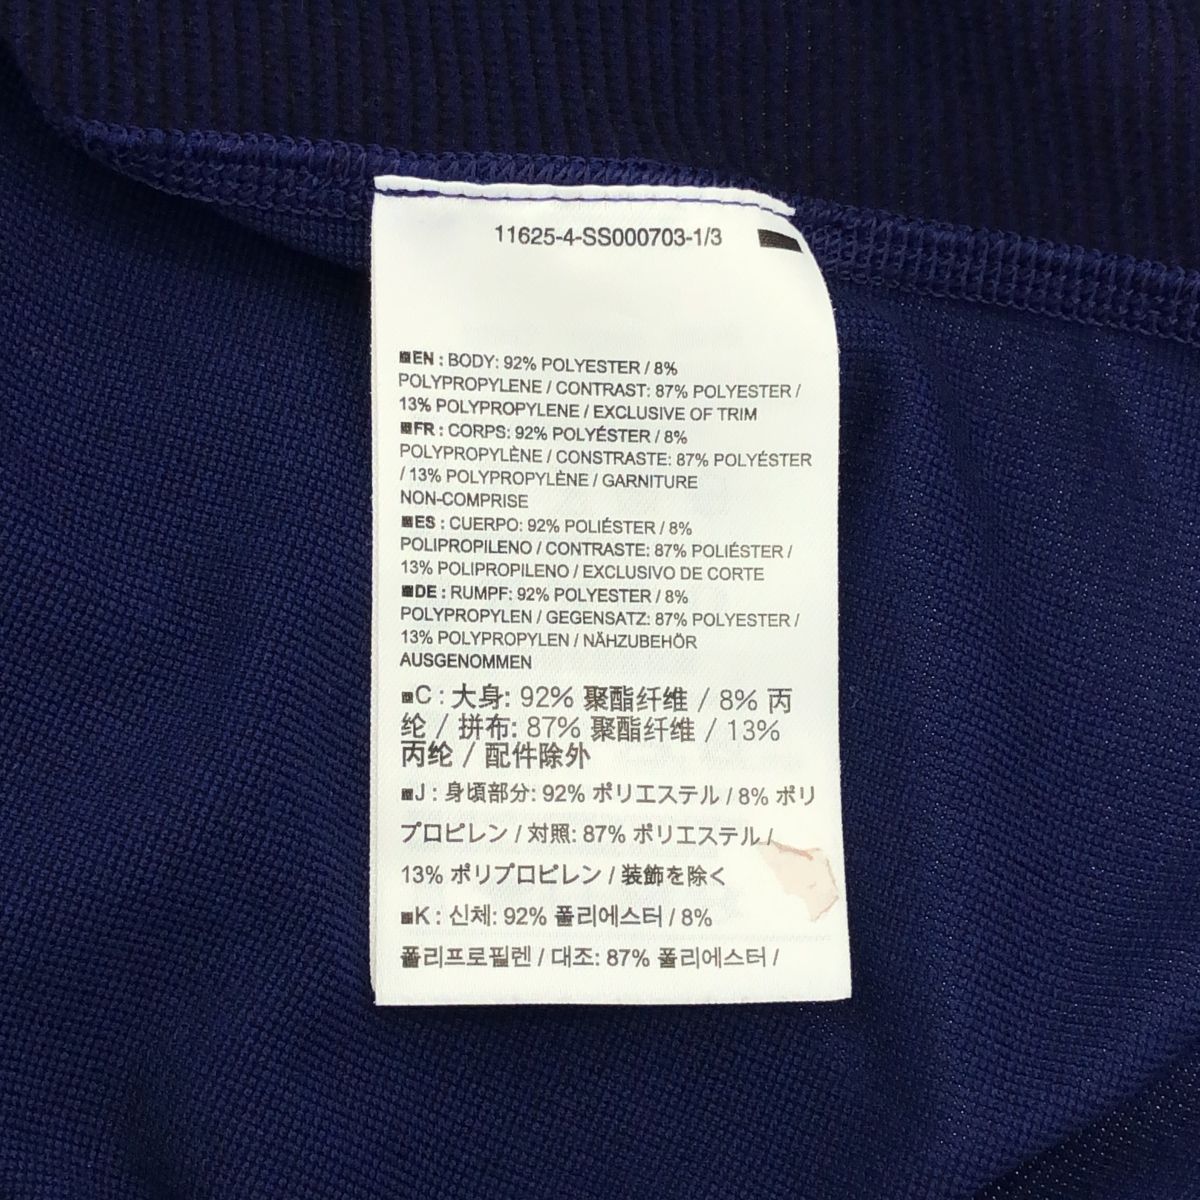 11625-4-SS000703-1/3
EN : BODY: 92% POLYESTER / 8%
POLYPROPYLENE / CONTRAST: 87% POLYESTER /
13% POLYPROPYLENE / EXCLUSIVE OF TRIM
FR : CORPS: 92% POLYÉSTER / 8%
POLYPROPYLÈNE / CONSTRASTE: 87% POLYÉSTER
/ 13% POLYPROPYLÈNE / GARNITURE
NON-COMPRISE
ES : CUERPO: 92% POLIÉSTER / 8%
POLIPROPILENO / CONTRASTE: 87% POLIÉSTER /
13% POLIPROPILENO / EXCLUSIVO DE CORTE
DE : RUMPF: 92% POLYESTER / 8%
POLYPROPYLEN / GEGENSATZ: 87% POLYESTER /
13% POLYPROPYLEN / NÄHZUBEHÖR
AUSGENOMMEN
C : 大身: 92% 聚酯纤维 / 8% 丙
纶 / 拼布: 87% 聚酯纤维 / 13%
丙纶 / 配件除外
J : 身頃部分: 92% ポリエステル / 8% ポリ
プロピレン / 対照: 87% ポリエステル /
13% ポリプロピレン / 装飾を除く
K : 신체: 92% 폴리에스터 / 8%
폴리프로필렌 / 대조: 87% 폴리에스터 /